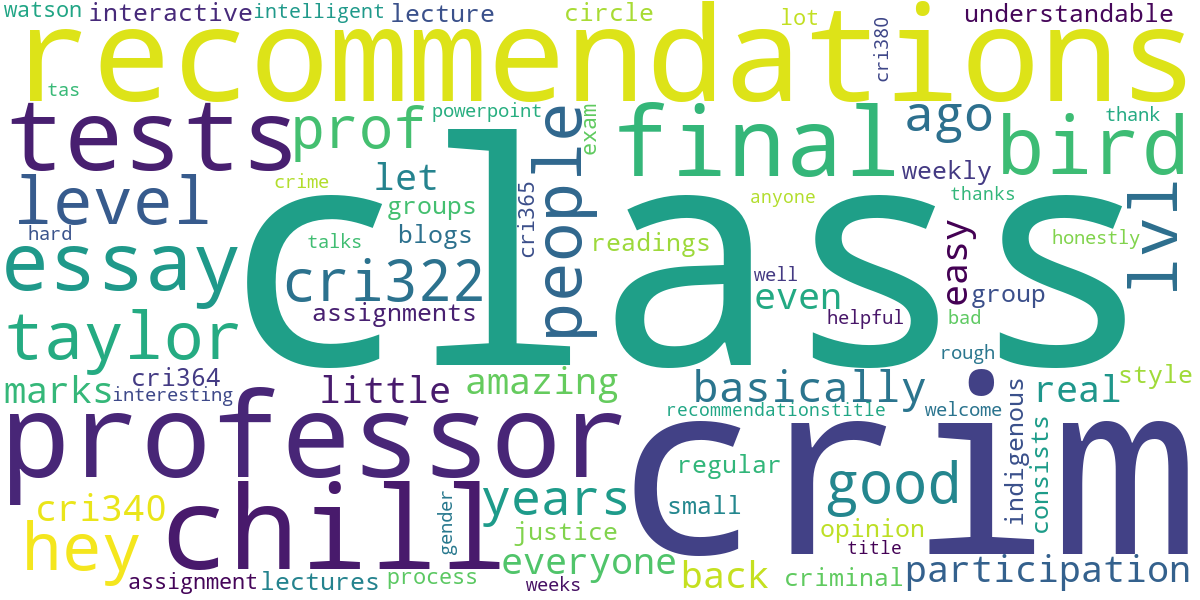 watson
interactive
intelligent
lecture
circle
lot
cri380
understandable
recommendations
tas
tests
prof
powerpoint
people
exam
final
ago
bird
thank
weekly
level
crime
let
groups
cri365
class
anyone
thanks
lvl
hard
talks
blogs
readings
easy
honestly
essay
cri322
assignments
well
even
group
helpful
bad
taylor
rough
marks
cri364
interesting
little
amazing
basically
real
style
recommendationstitle
welcome
professor
crim
indigenous
consists
regular
good
chill
years
small
cri340
gender
justice
opinion
hey
title
everyone
back
criminal
participation
assignment
lectures
process
weeks